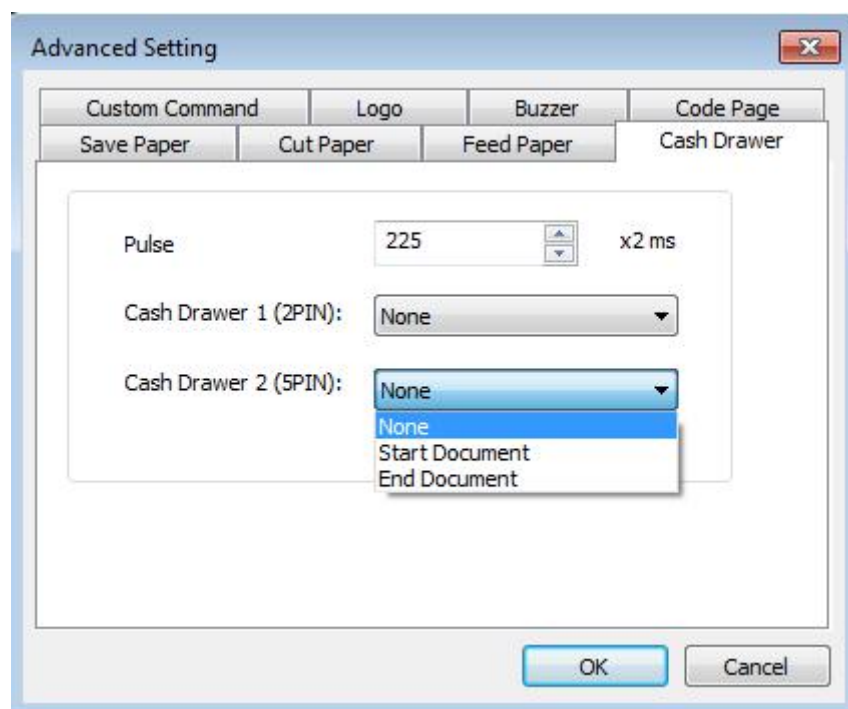 Advanced Setting
Custom Command Logo Buzzer Code Page
Save Paper Cut Paper Feed Paper Cash Drawer
Pulse 225 x2 ms
Cash Drawer 1 (2PIN): None
Cash Drawer 2 (5PIN): None
None
Start Document
End Document
OK Cancel